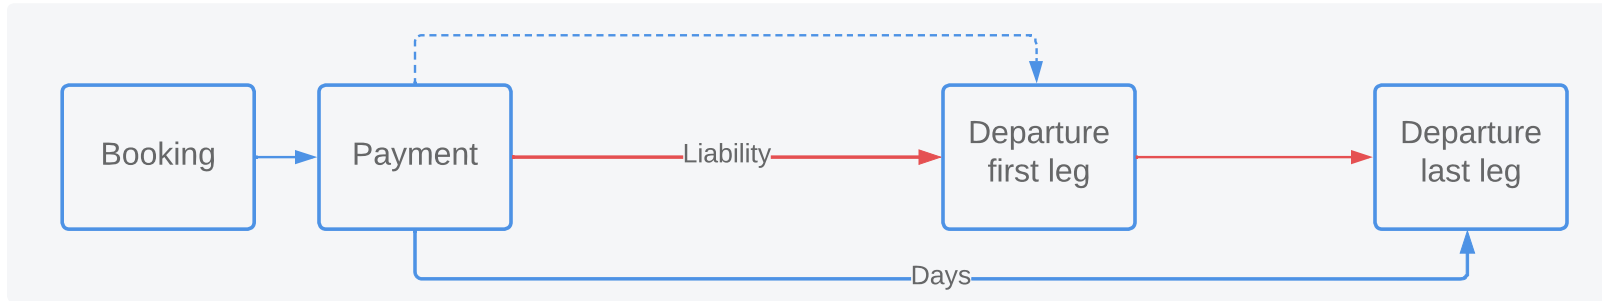 Booking
Payment
Liability
Departure
first leg
Departure
last leg
Days